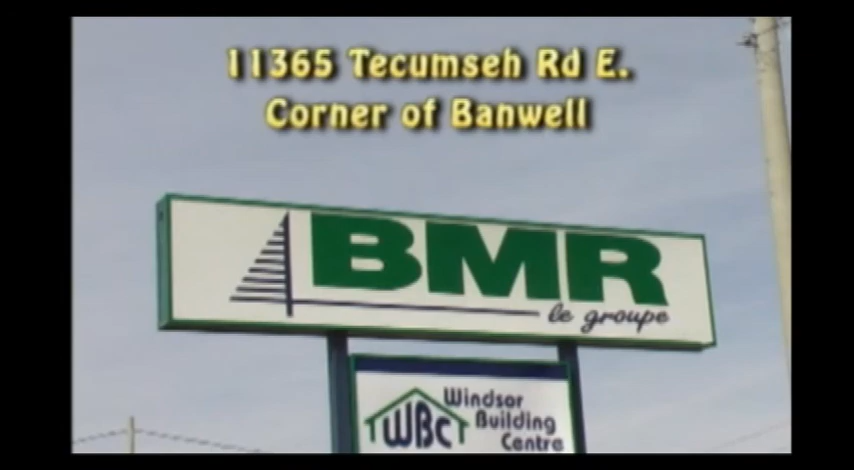 11365 Tecumseh Rd E.
Corner of Banwell
BMR
le groupe
WBC
Windsor
Building
Centre